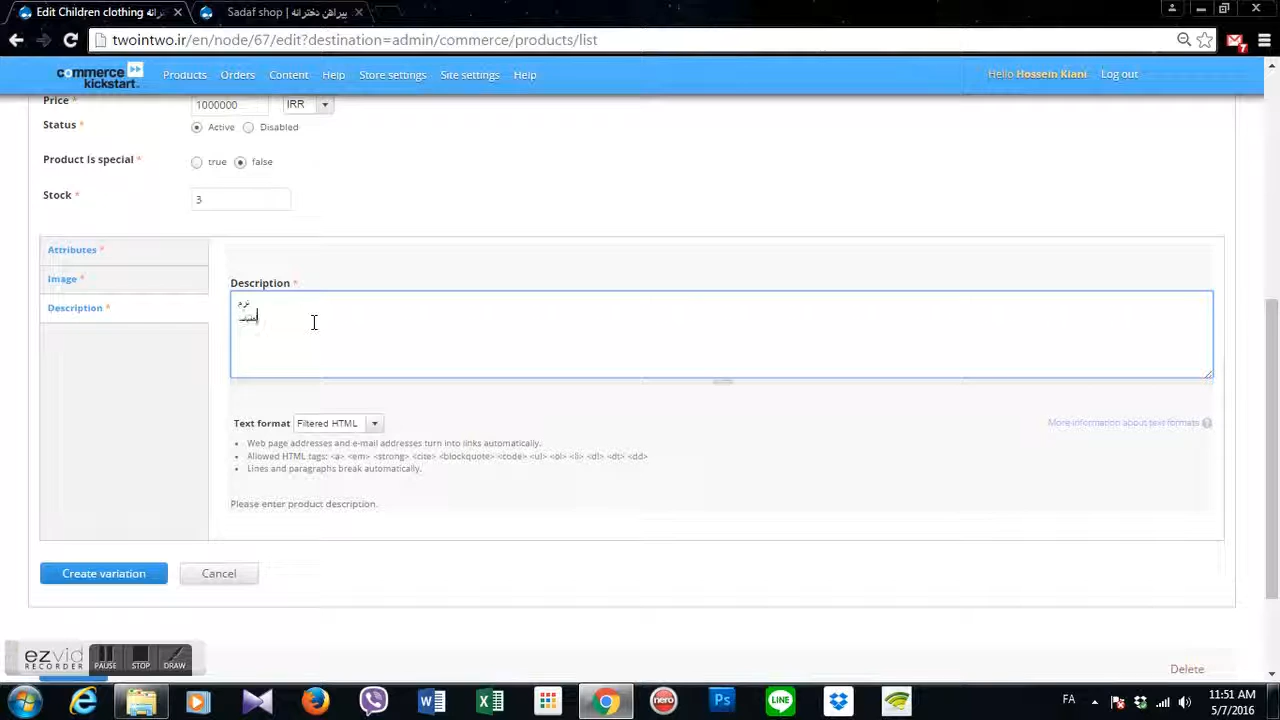 Edit Children clothing
Sadaf shop | پیراهن دخترانه
twointwo.ir/en/node/67/edit?destination=admin/commerce/products/list
commerce kickstart
Products
Orders
Content
Help
Store settings
Site settings
Help
Hello Hossein Kiani
Log out
Price *
1000000
IRR
Status *
Active
Disabled
Product Is special *
true
false
Stock *
3
Attributes *
Image *
Description *
Description *
نرم
Text format
Filtered HTML
More information about text formats
Web page addresses and e-mail addresses turn into links automatically.
Allowed HTML tags: <a> <em> <strong> <cite> <blockquote> <code> <ul> <ol> <li> <dl> <dt> <dd>
Lines and paragraphs break automatically.
Please enter product description.
Create variation
Cancel
ezvid
RECORDER
PAUSE
STOP
DRAW
Delete
nero
Ps
LINE
FA
11:51 AM
5/7/2016